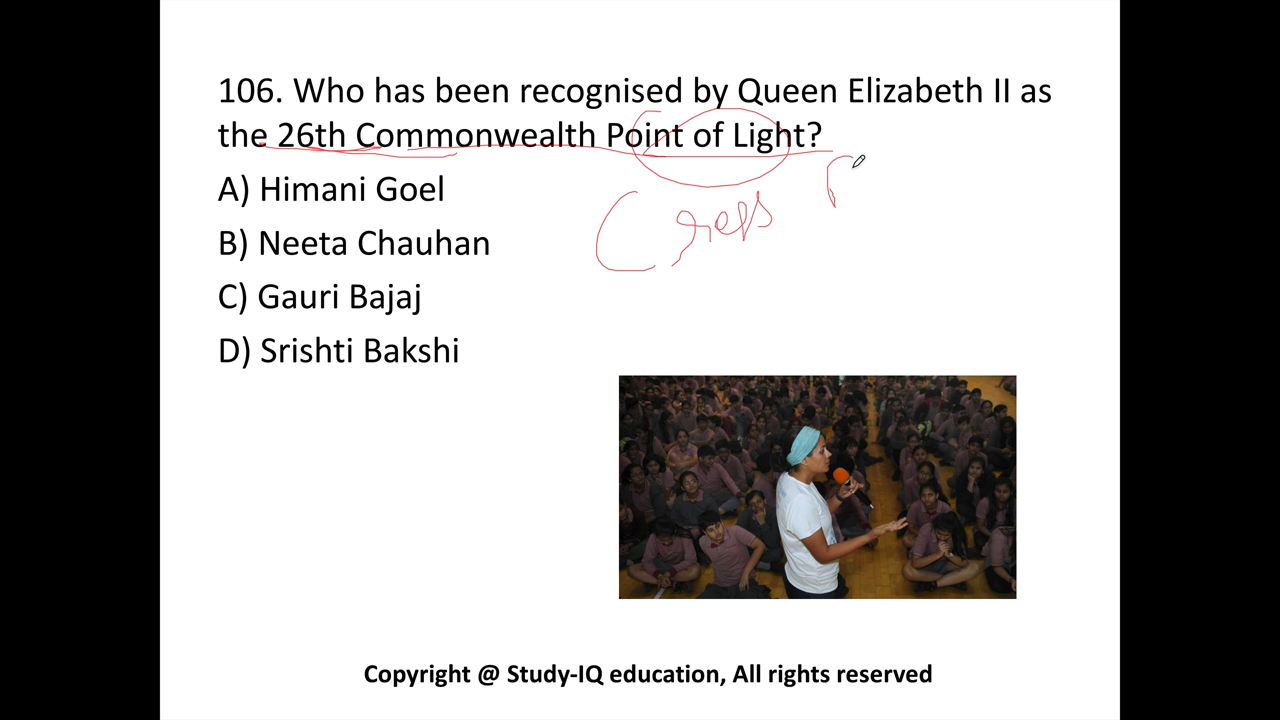 106. Who has been recognised by Queen Elizabeth II as
the 26th Commonwealth Point of Light?
A) Himani Goel
B) Neeta Chauhan
C) Gauri Bajaj
D) Srishti Bakshi
Copyright @ Study-IQ education, All rights reserved